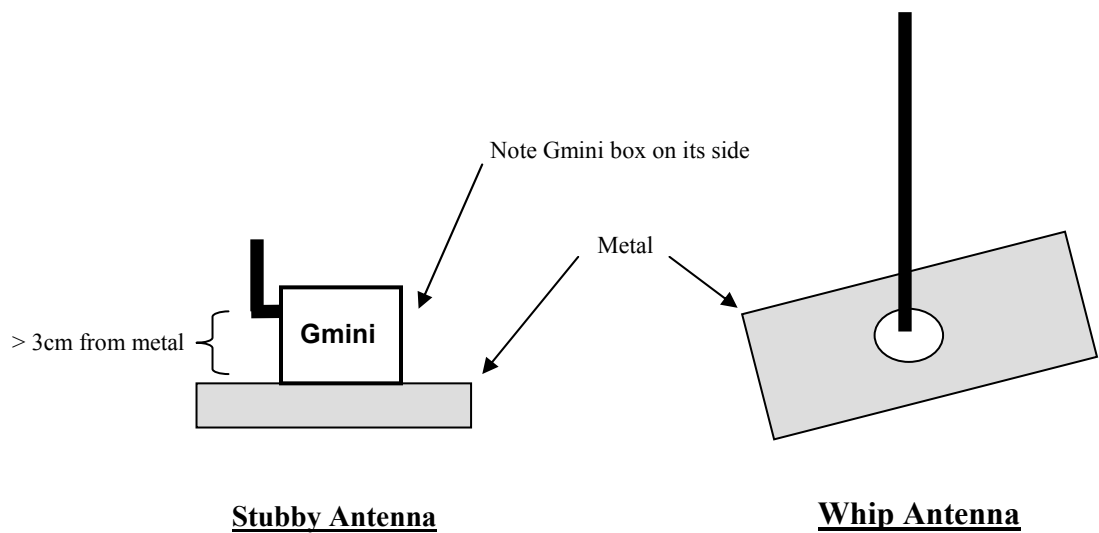 Note Gmini box on its side
Metal
> 3cm from metal
Gmini
Stubby Antenna
Whip Antenna